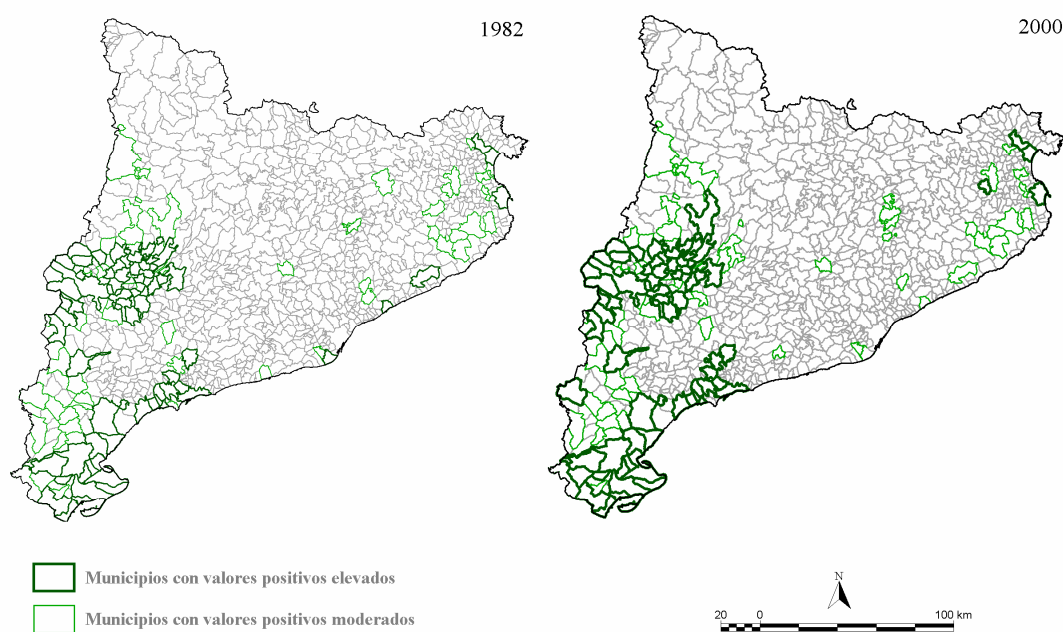 1982
2000
Municipios con valores positivos elevados
Municipios con valores positivos moderados
N
20 0 100 km